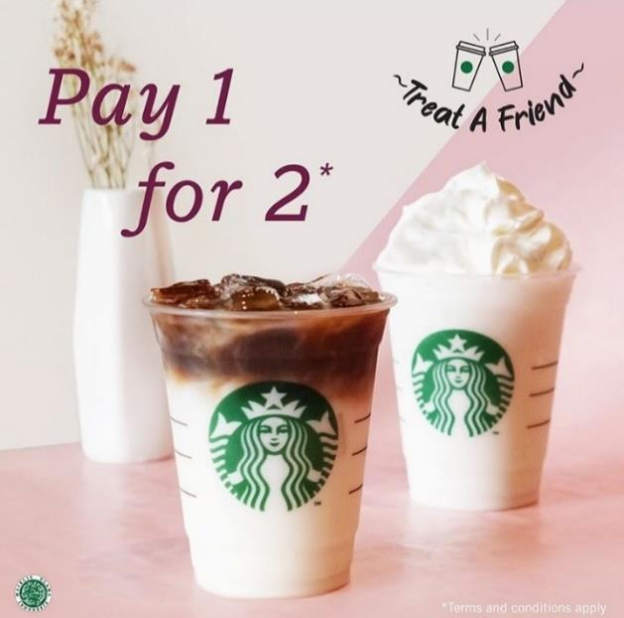 Pay 1
for 2*
~Treat A Friend~
*Terms and conditions apply